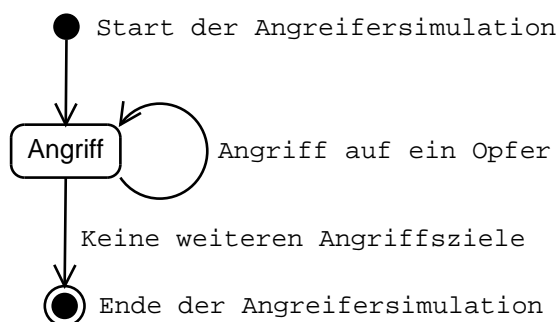 Start der Angreifersimulation
Angriff
Angriff auf ein Opfer
Keine weiteren Angriffsziele
Ende der Angreifersimulation